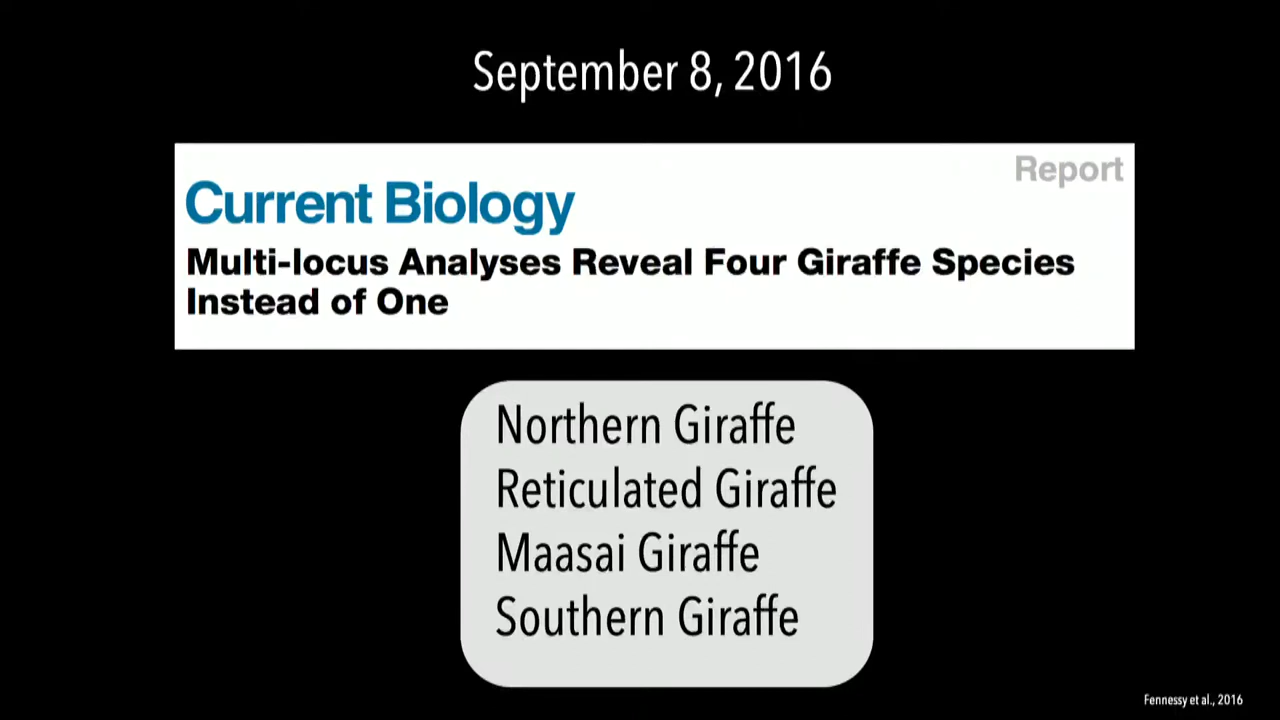 September 8, 2016
Report
Current Biology
Multi-locus Analyses Reveal Four Giraffe Species
Instead of One
Northern Giraffe
Reticulated Giraffe
Maasai Giraffe
Southern Giraffe
Fennessy et al., 2016